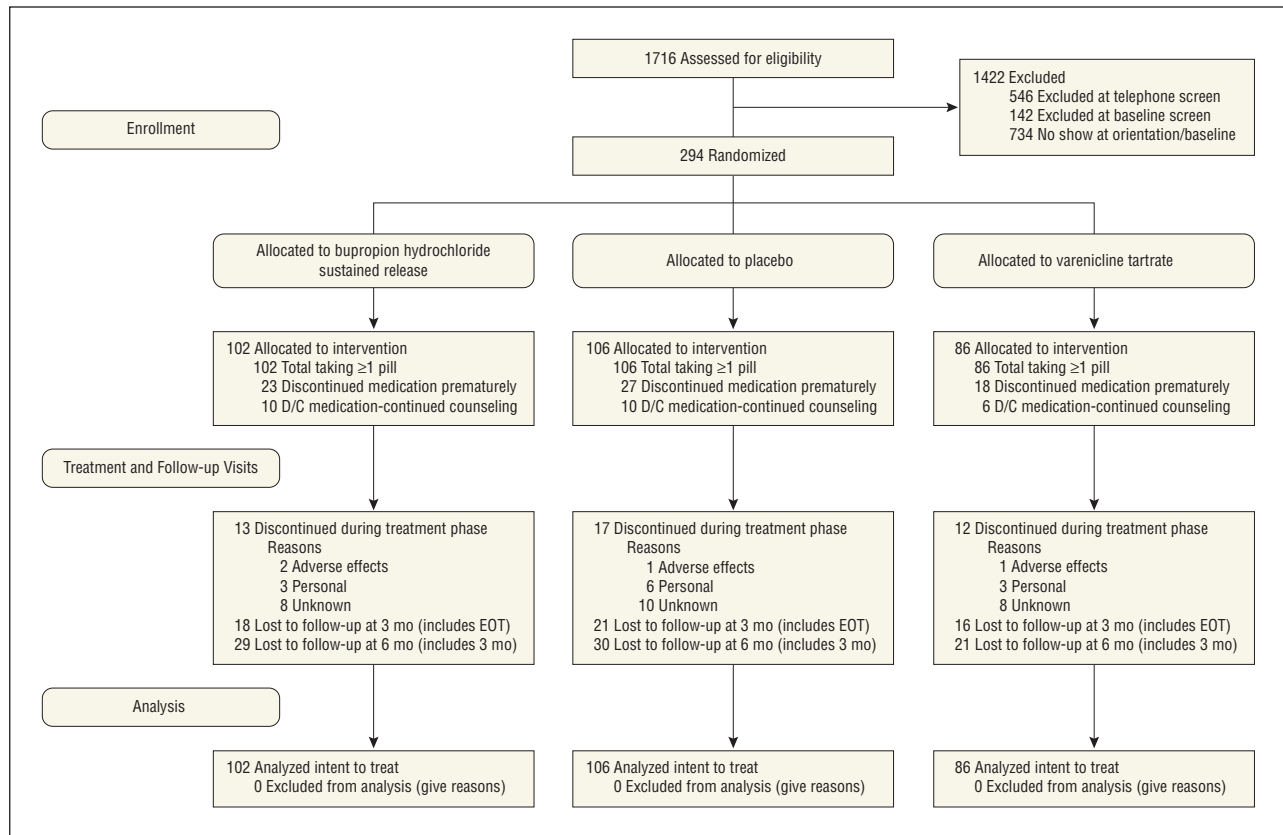 1716 Assessed for eligibility
1422 Excluded
546 Excluded at telephone screen
142 Excluded at baseline screen
734 No show at orientation/baseline
Enrollment
294 Randomized
Allocated to bupropion hydrochloride
sustained release
Allocated to placebo
Allocated to varenicline tartrate
102 Allocated to intervention
102 Total taking ≥1 pill
23 Discontinued medication prematurely
10 D/C medication-continued counseling
106 Allocated to intervention
106 Total taking ≥1 pill
27 Discontinued medication prematurely
10 D/C medication-continued counseling
86 Allocated to intervention
86 Total taking ≥1 pill
18 Discontinued medication prematurely
6 D/C medication-continued counseling
Treatment and Follow-up Visits
13 Discontinued during treatment phase
Reasons
2 Adverse effects
3 Personal
8 Unknown
18 Lost to follow-up at 3 mo (includes EOT)
29 Lost to follow-up at 6 mo (includes 3 mo)
17 Discontinued during treatment phase
Reasons
1 Adverse effects
6 Personal
10 Unknown
21 Lost to follow-up at 3 mo (includes EOT)
30 Lost to follow-up at 6 mo (includes 3 mo)
12 Discontinued during treatment phase
Reasons
1 Adverse effects
3 Personal
8 Unknown
16 Lost to follow-up at 3 mo (includes EOT)
21 Lost to follow-up at 6 mo (includes 3 mo)
Analysis
102 Analyzed intent to treat
0 Excluded from analysis (give reasons)
106 Analyzed intent to treat
0 Excluded from analysis (give reasons)
86 Analyzed intent to treat
0 Excluded from analysis (give reasons)